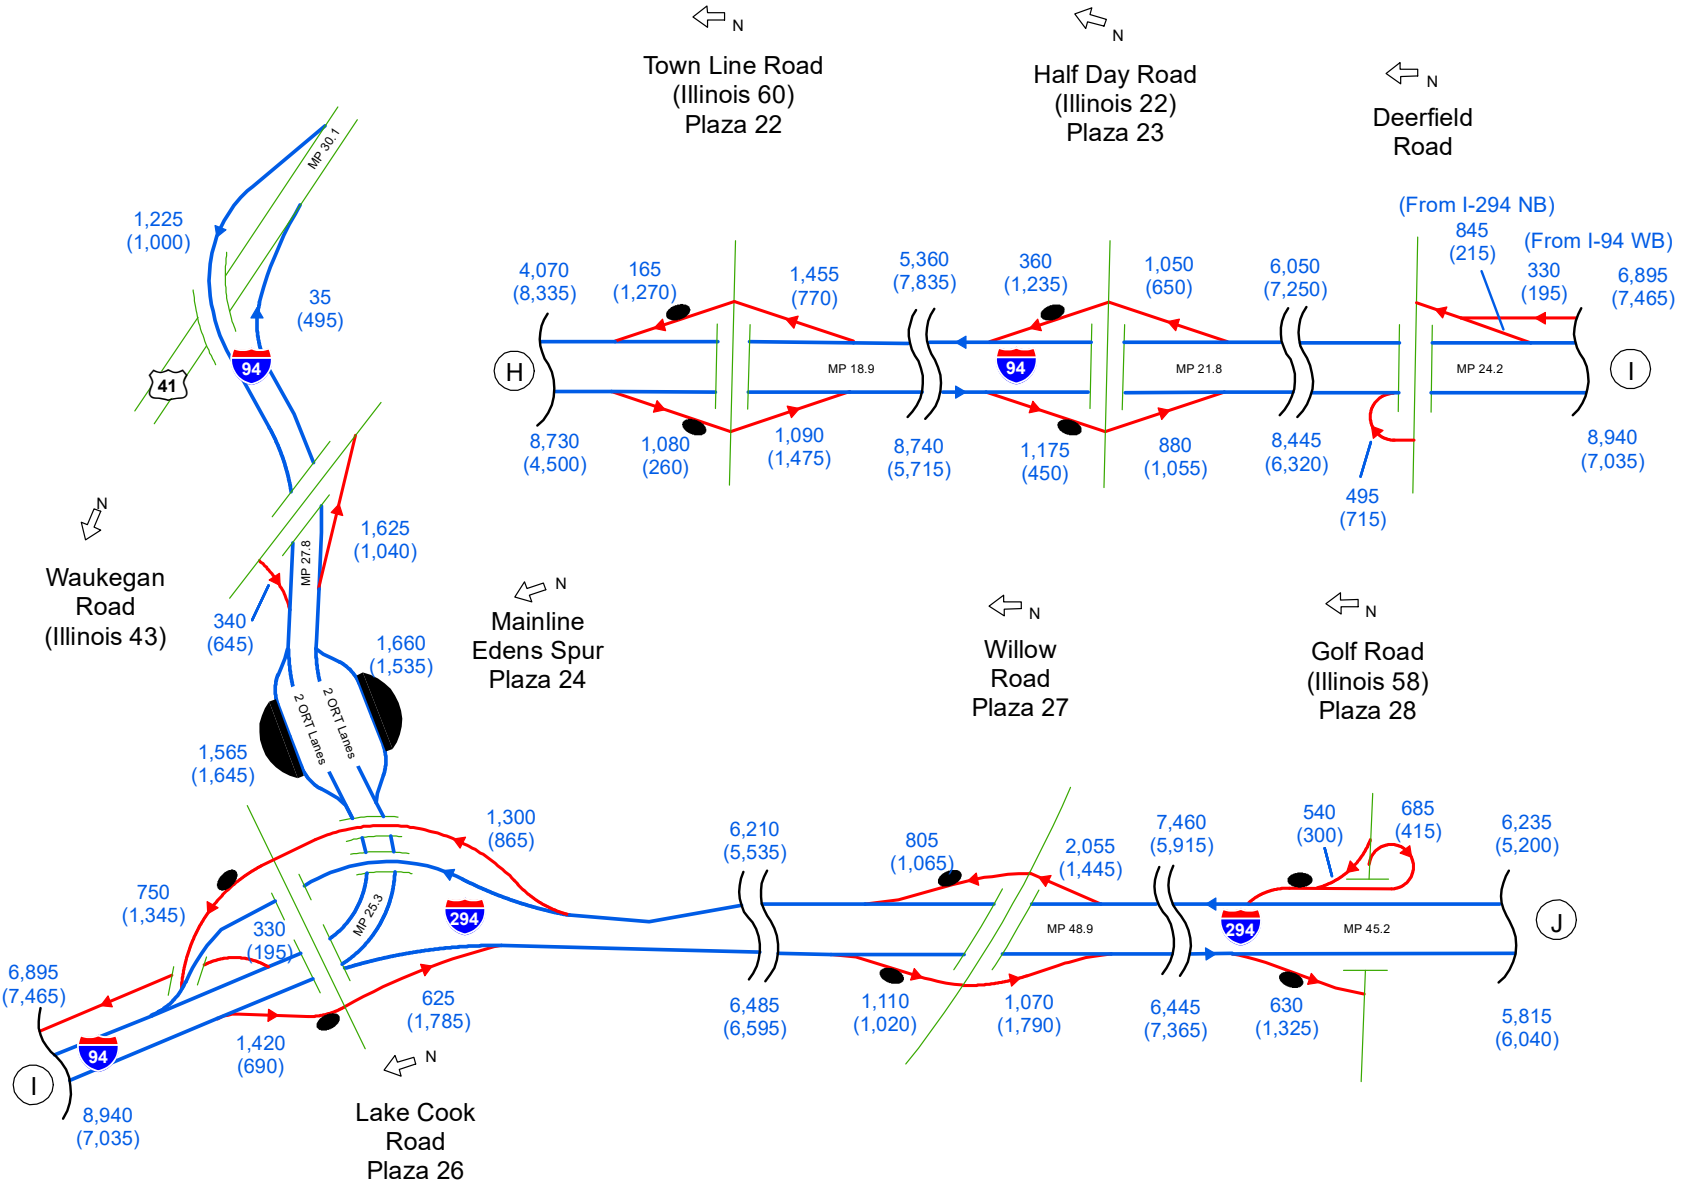 N
Town Line Road
(Illinois 60)
Plaza 22
N
Half Day Road
(Illinois 22)
Plaza 23
N
Deerfield
Road
MP 30.1
1,225
(1,000)
35
(495)
94
41
(From I-294 NB)
845
(215)
(From I-94 WB)
330
(195)
6,895
(7,465)
4,070
(8,335)
165
(1,270)
1,455
(770)
5,360
(7,835)
360
(1,235)
1,050
(650)
6,050
(7,250)
H
MP 18.9
94
MP 21.8
MP 24.2
I
8,730
(4,500)
1,080
(260)
1,090
(1,475)
8,740
(5,715)
1,175
(450)
880
(1,055)
8,445
(6,320)
495
(715)
8,940
(7,035)
N
Waukegan
Road
(Illinois 43)
1,625
(1,040)
MP 27.8
340
(645)
N
Mainline
Edens Spur
Plaza 24
1,660
(1,535)
2 ORT Lanes
2 ORT Lanes
1,565
(1,645)
N
Willow
Road
Plaza 27
N
Golf Road
(Illinois 58)
Plaza 28
1,300
(865)
750
(1,345)
330
(195)
MP 25.3
294
6,895
(7,465)
625
(1,785)
1,420
(690)
94
I
8,940
(7,035)
N
Lake Cook
Road
Plaza 26
6,210
(5,535)
805
(1,065)
2,055
(1,445)
7,460
(5,915)
540
(300)
685
(415)
6,235
(5,200)
MP 48.9
294
MP 45.2
J
6,485
(6,595)
1,110
(1,020)
1,070
(1,790)
6,445
(7,365)
630
(1,325)
5,815
(6,040)